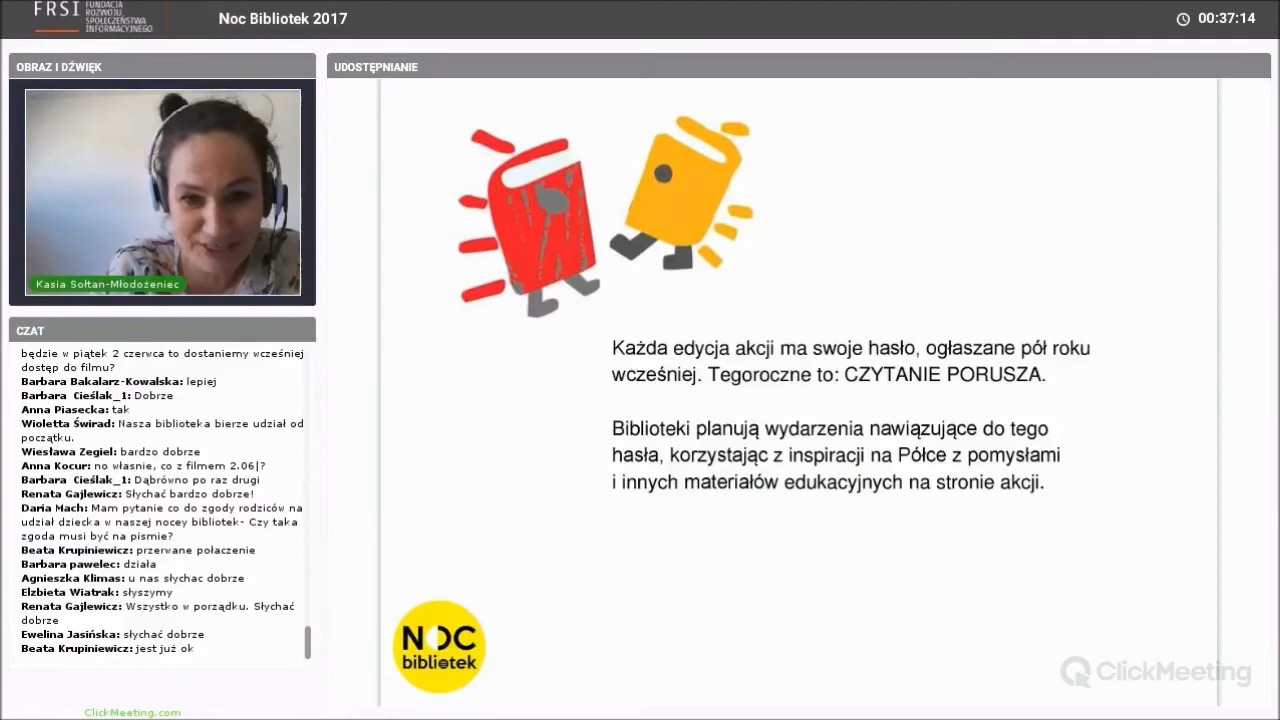 FRSI
FUNDACJA
ROZWOJU
SPOŁECZEŃSTWA
INFORMACYJNEGO
Noc Bibliotek 2017
00:37:14
OBRAZ I DŹWIĘK
Kasia Sołtan-Młodożeniec
CZAT
będzie w piątek 2 czerwca to dostaniemy wcześniej
dostęp do filmu?
Barbara Bakalarz-Kowalska: lepiej
Barbara Cieślak_1: Dobrze
Anna Piasecka: tak
Wioletta Świrad: Nasza biblioteka bierze udział od
początku.
Wiesława Zegiel: bardzo dobrze
Anna Kocur: no własnie, co z filmem 2.06|?
Barbara Cieślak_1: Dąbrówno po raz drugi
Renata Gajlewicz: Słychać bardzo dobrze!
Daria Mach: Mam pytanie co do zgody rodziców na
udział dziecka w naszej nocey bibliotek- Czy taka
zgoda musi być na pismie?
Beata Krupiniewicz: przerwane połaczenie
Barbara pawelec: działa
Agnieszka Klimas: u nas słychac dobrze
Elzbieta Wiatrak: słyszymy
Renata Gajlewicz: Wszystko w porządku. Słychać
dobrze
Ewelina Jasińska: słychać dobrze
Beata Krupiniewicz: jest już ok
ClickMeeting.com
UDOSTĘPNIANIE
Każda edycja akcji ma swoje hasło, ogłaszane pół roku
wcześniej. Tegoroczne to: CZYTANIE PORUSZA.
Biblioteki planują wydarzenia nawiązujące do tego
hasła, korzystając z inspiracji na Półce z pomysłami
i innych materiałów edukacyjnych na stronie akcji.
NOC
bibliotek
ClickMeeting